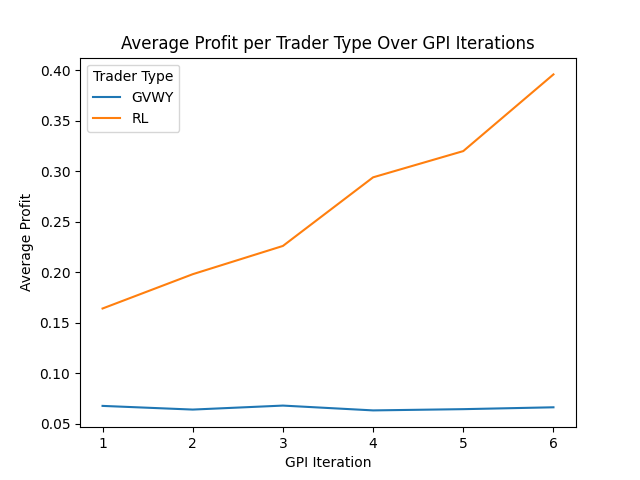 Average Profit per Trader Type Over GPI Iterations
Trader Type
GVWY
RL
0.40
0.35
0.30
0.25
0.20
0.15
0.10
0.05
Average Profit
1 2 3 4 5 6
GPI Iteration